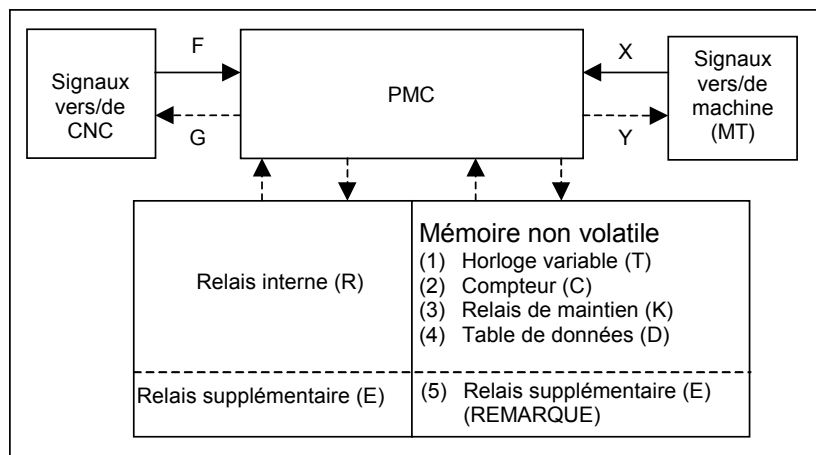 F
X
Signaux
vers/de
CNC
PMC
Signaux
vers/de
machine
(MT)
G
Y
Relais interne (R)
Mémoire non volatile
(1) Horloge variable (T)
(2) Compteur (C)
(3) Relais de maintien (K)
(4) Table de données (D)
Relais supplémentaire (E)
(5) Relais supplémentaire (E)
(REMARQUE)